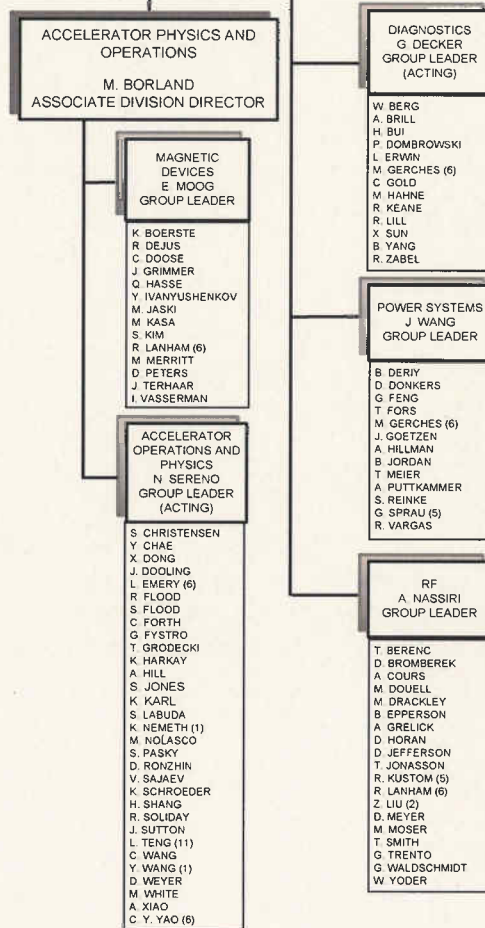 ACCELERATOR PHYSICS AND
OPERATIONS
M. BORLAND
ASSOCIATE DIVISION DIRECTOR
MAGNETIC
DEVICES
E. MOOG
GROUP LEADER
K BOERSTE
R DEJUS
C DOOSE
J. GRIMMER
Q. HASSE
Y. IVANYUSHENKOV
M. JASKI
M KASA
S. KIM
R LANHAM (6)
M MERRITT
D. PETERS
J. TERHAAR
I. VASSERMAN
ACCELERATOR
OPERATIONS AND
PHYSICS
N SERENO
GROUP LEADER
(ACTING)
S CHRISTENSEN
Y CHAE
X DONG
J. DOOLING
L. EMERY (6)
R FLOOD
S. FLOOD
C FORTH
G. FYSTRO
T. GRODECKI
K. HARKAY
A. HILL
S. JONES
K. KARL
S. LABUDA
K. NEMETH (1)
M. NOLASCO
S. PASKY
D. RONZHIN
V. SAJAEV
K. SCHROEDER
H. SHANG
R. SOLIDAY
J. SUTTON
L. TENG (11)
C. WANG
Y. WANG (1)
D. WEYER
M. WHITE
A. XIAO
C Y. YAO (6)
DIAGNOSTICS
G. DECKER
GROUP LEADER
(ACTING)
W. BERG
A. BRILL
H. BUI
P. DOMBROWSKI
L. ERWIN
M GERCHES (6)
C GOLD
M HAHNE
R. KEANE
R. LILL
X SUN
B. YANG
R. ZABEL
POWER SYSTEMS
J. WANG
GROUP LEADER
B. DERIY
D. DONKERS
G. FENG
T FORS
M. GERCHES (6)
J. GOETZEN
A. HILLMAN
B. JORDAN
T MEIER
A. PUTTKAMMER
S. REINKE
G. SPRAU (5)
R. VARGAS
RF
A. NASSIRI
GROUP LEADER
T. BERENC
D. BROMBEREK
A COURS
M. DOUELL
M. DRACKLEY
B EPPERSON
A GRELICK
D. HORAN
D. JEFFERSON
T. JONASSON
R. KUSTOM (5)
R. LANHAM (6)
Z. LIU (2)
D. MEYER
M. MOSER
T. SMITH
G. TRENTO
G. WALDSCHMIDT
W. YODER